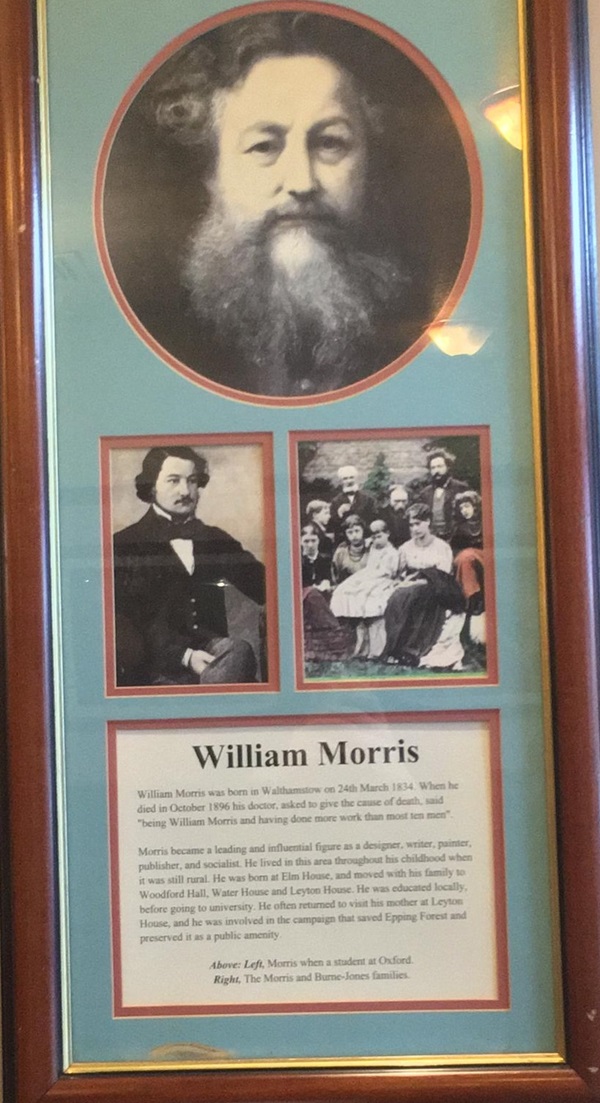 William Morris
William Morris was born in Walthamstow on 24th March 1834. When he
died in October 1896 his doctor, asked to give the cause of death, said
"being William Morris and having done more work than most ten men".
Morris became a leading and influential figure as a designer, writer, painter,
publisher, and socialist. He lived in this area throughout his childhood when
it was still rural. He was born at Elm House, and moved with his family to
Woodford Hall, Water House and Leyton House. He was educated locally,
before going to university. He often returned to visit his mother at Leyton
House, and he was involved in the campaign that saved Epping Forest and
preserved it as a public amenity.
Above: Left, Morris when a student at Oxford.
Right, The Morris and Burne-Jones families.